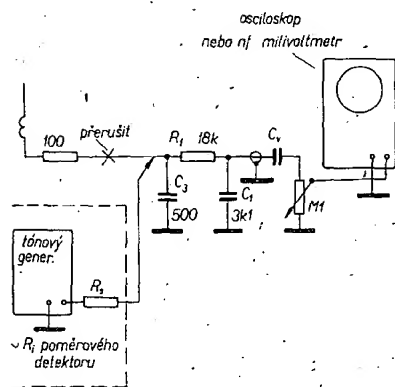 osciloskop
nebo nf milivoltmetr
100
přerušit
R1
18k
Cv
C3
500
C1
3k1
M1
tónový
gener.
Rs
~ Ri poměrového
detektoru